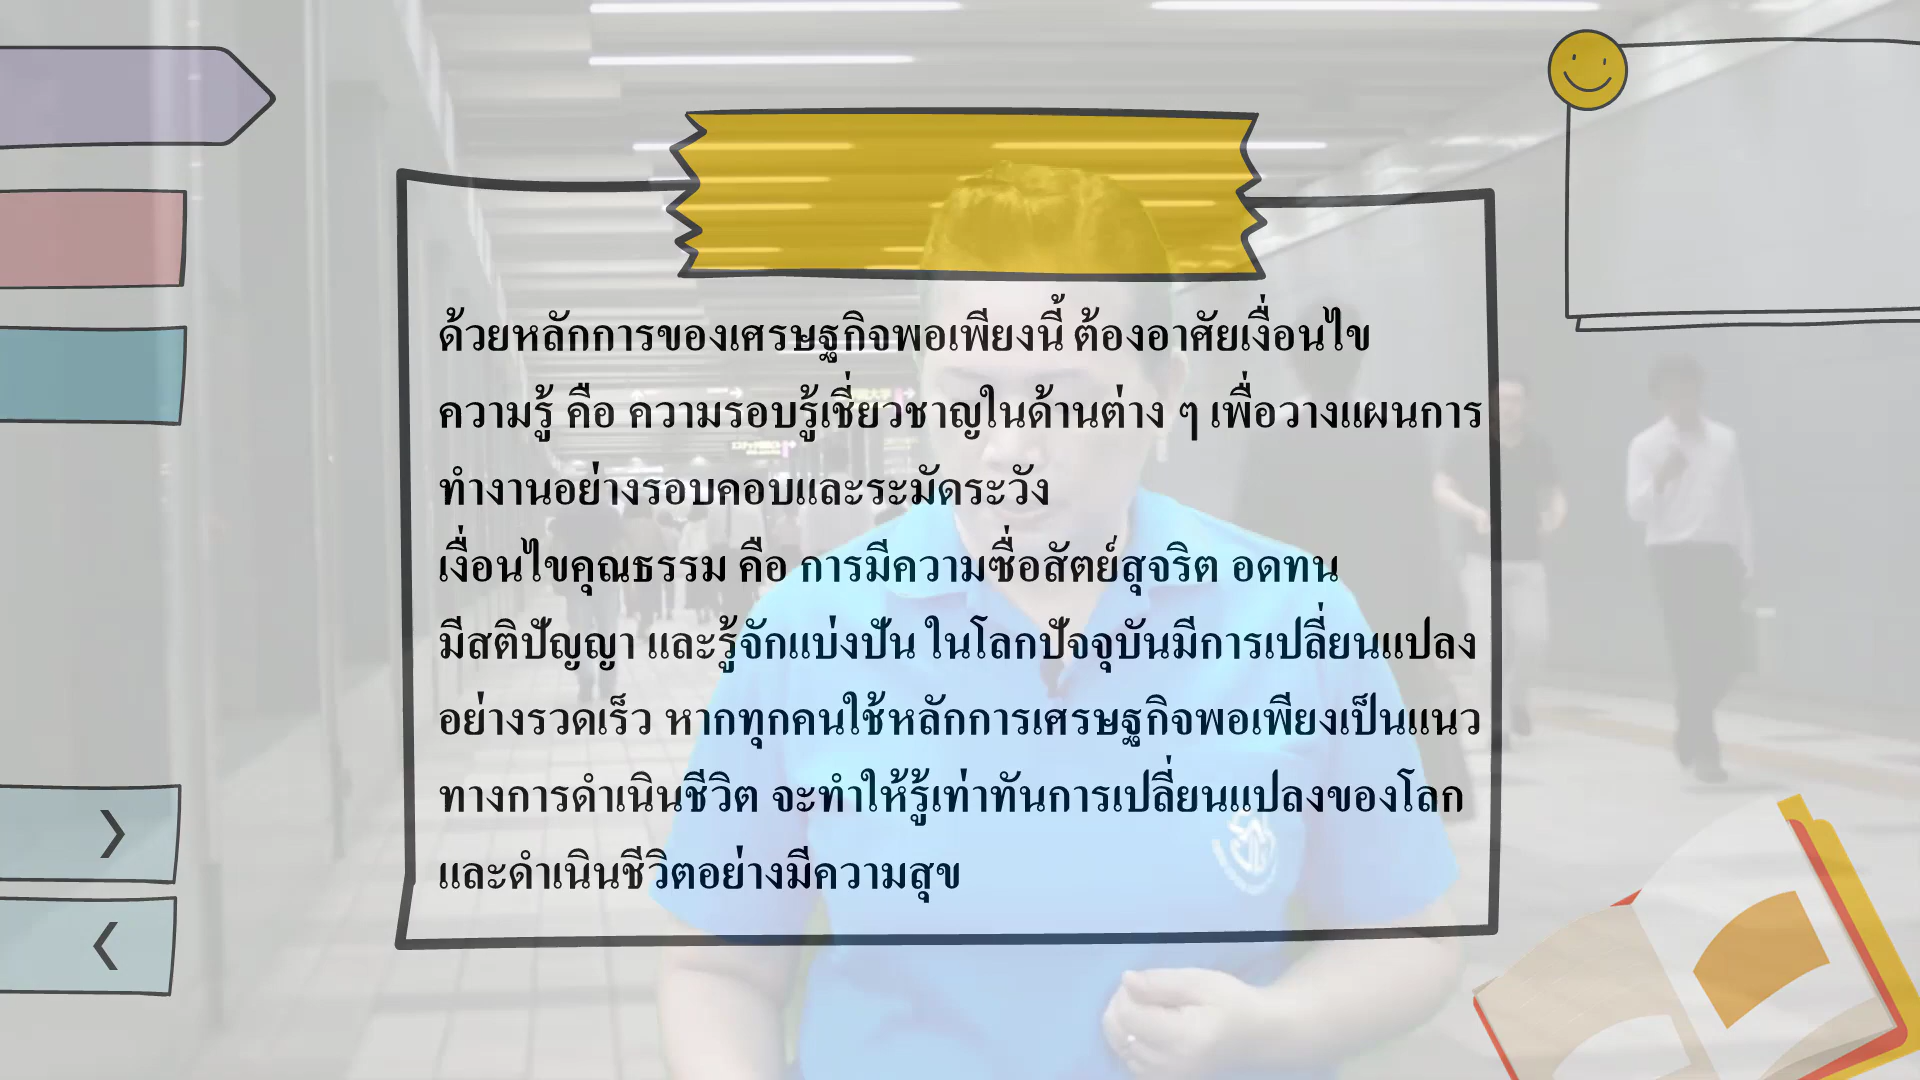 ด้วยหลักการของเศรษฐกิจพอเพียงนี้ ต้องอาศัยเงื่อนไข
ความรู้ คือ ความรอบรู้เชี่ยวชาญในด้านต่าง ๆ เพื่อวางแผนการ
ทำงานอย่างรอบคอบและระมัดระวัง
เงื่อนไขคุณธรรม คือ การมีความซื่อสัตย์สุจริต อดทน
มีสติปัญญา และรู้จักแบ่งปัน ในโลกปัจจุบันมีการเปลี่ยนแปลง
อย่างรวดเร็ว หากทุกคนใช้หลักการเศรษฐกิจพอเพียงเป็นแนว
ทางการดำเนินชีวิต จะทำให้รู้เท่าทันการเปลี่ยนแปลงของโลก
และดำเนินชีวิตอย่างมีความสุข